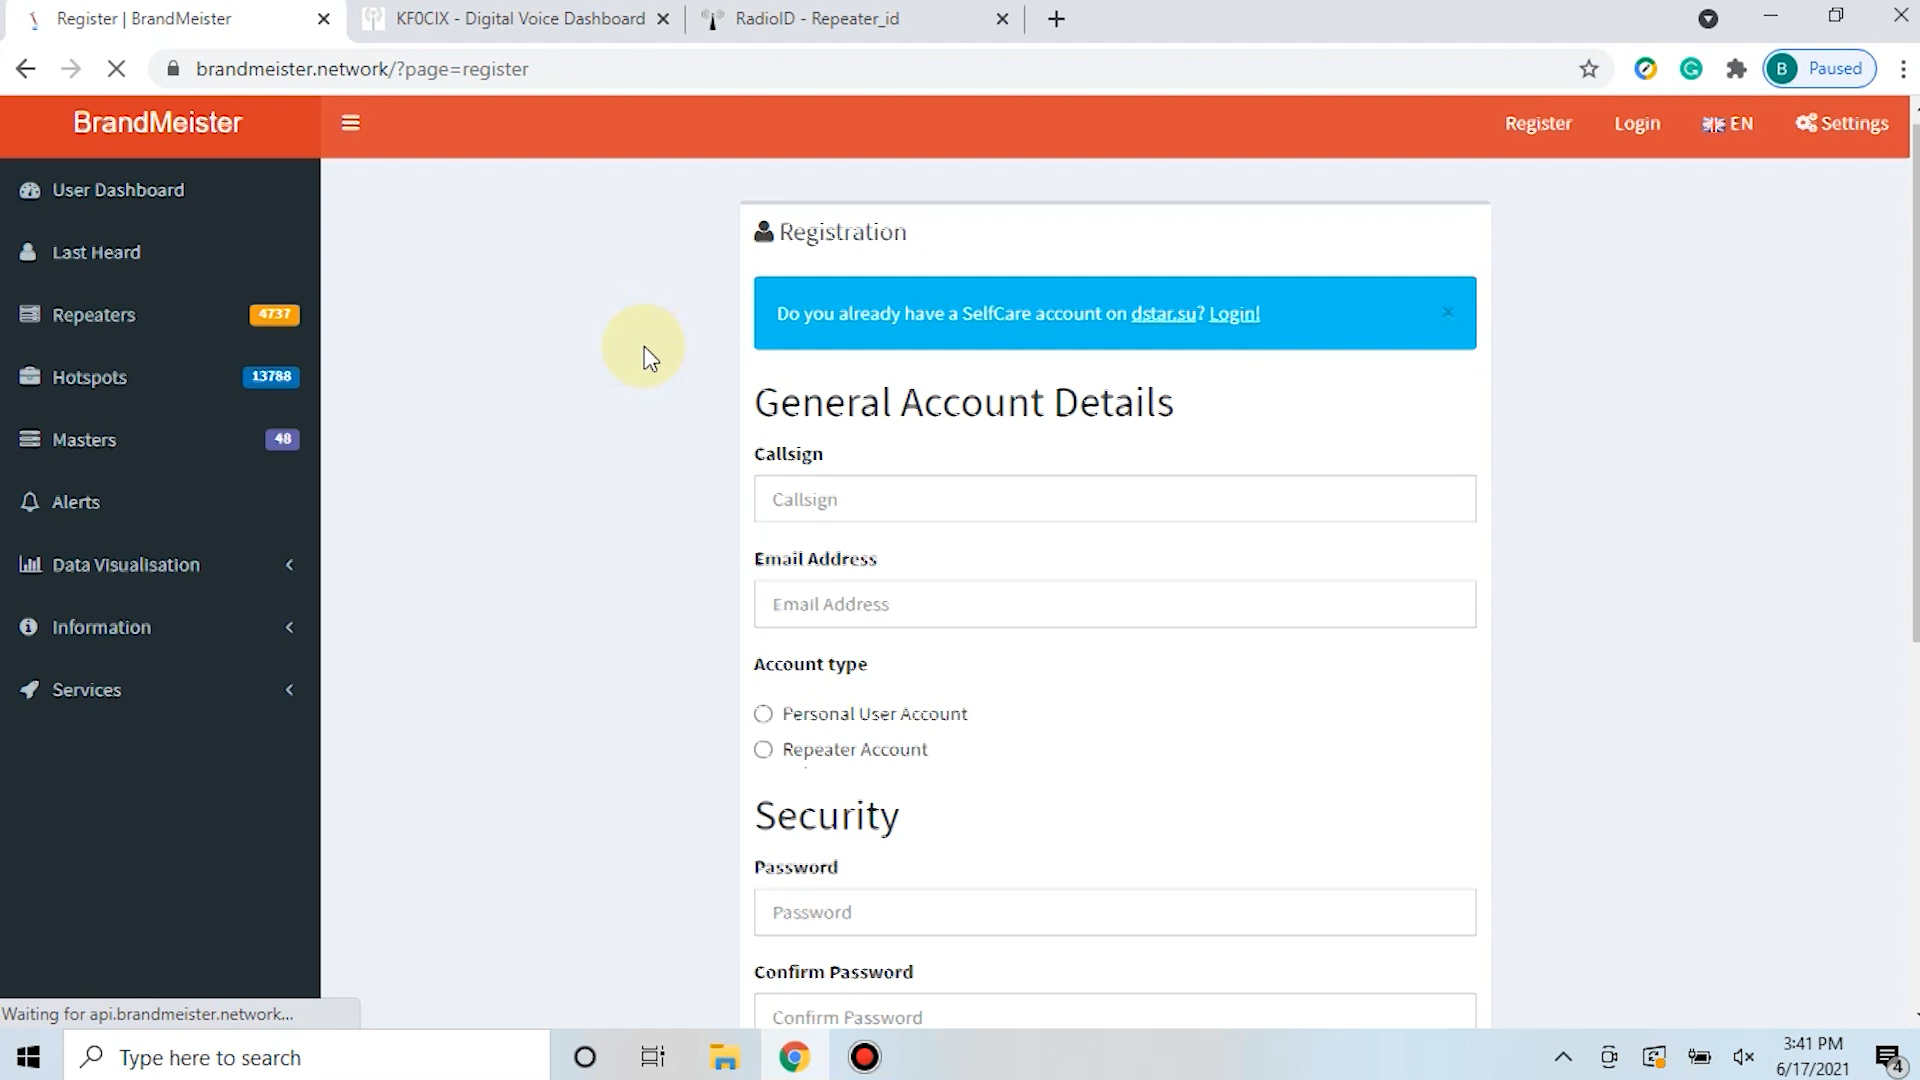 Register | BrandMeister
KF0CIX - Digital Voice Dashboard
RadioID - Repeater_id
brandmeister.network/?page=register
B Paused
BrandMeister
Register
Login
EN
Settings
User Dashboard
Last Heard
Repeaters 4737
Hotspots 13788
Masters 48
Alerts
Data Visualisation
Information
Services
Registration
Do you already have a SelfCare account on dstar.su? Login!
General Account Details
Callsign
Callsign
Email Address
Email Address
Account type
Personal User Account
Repeater Account
Security
Password
Password
Confirm Password
Confirm Password
Waiting for api.brandmeister.network...
Type here to search
3:41 PM
6/17/2021
4